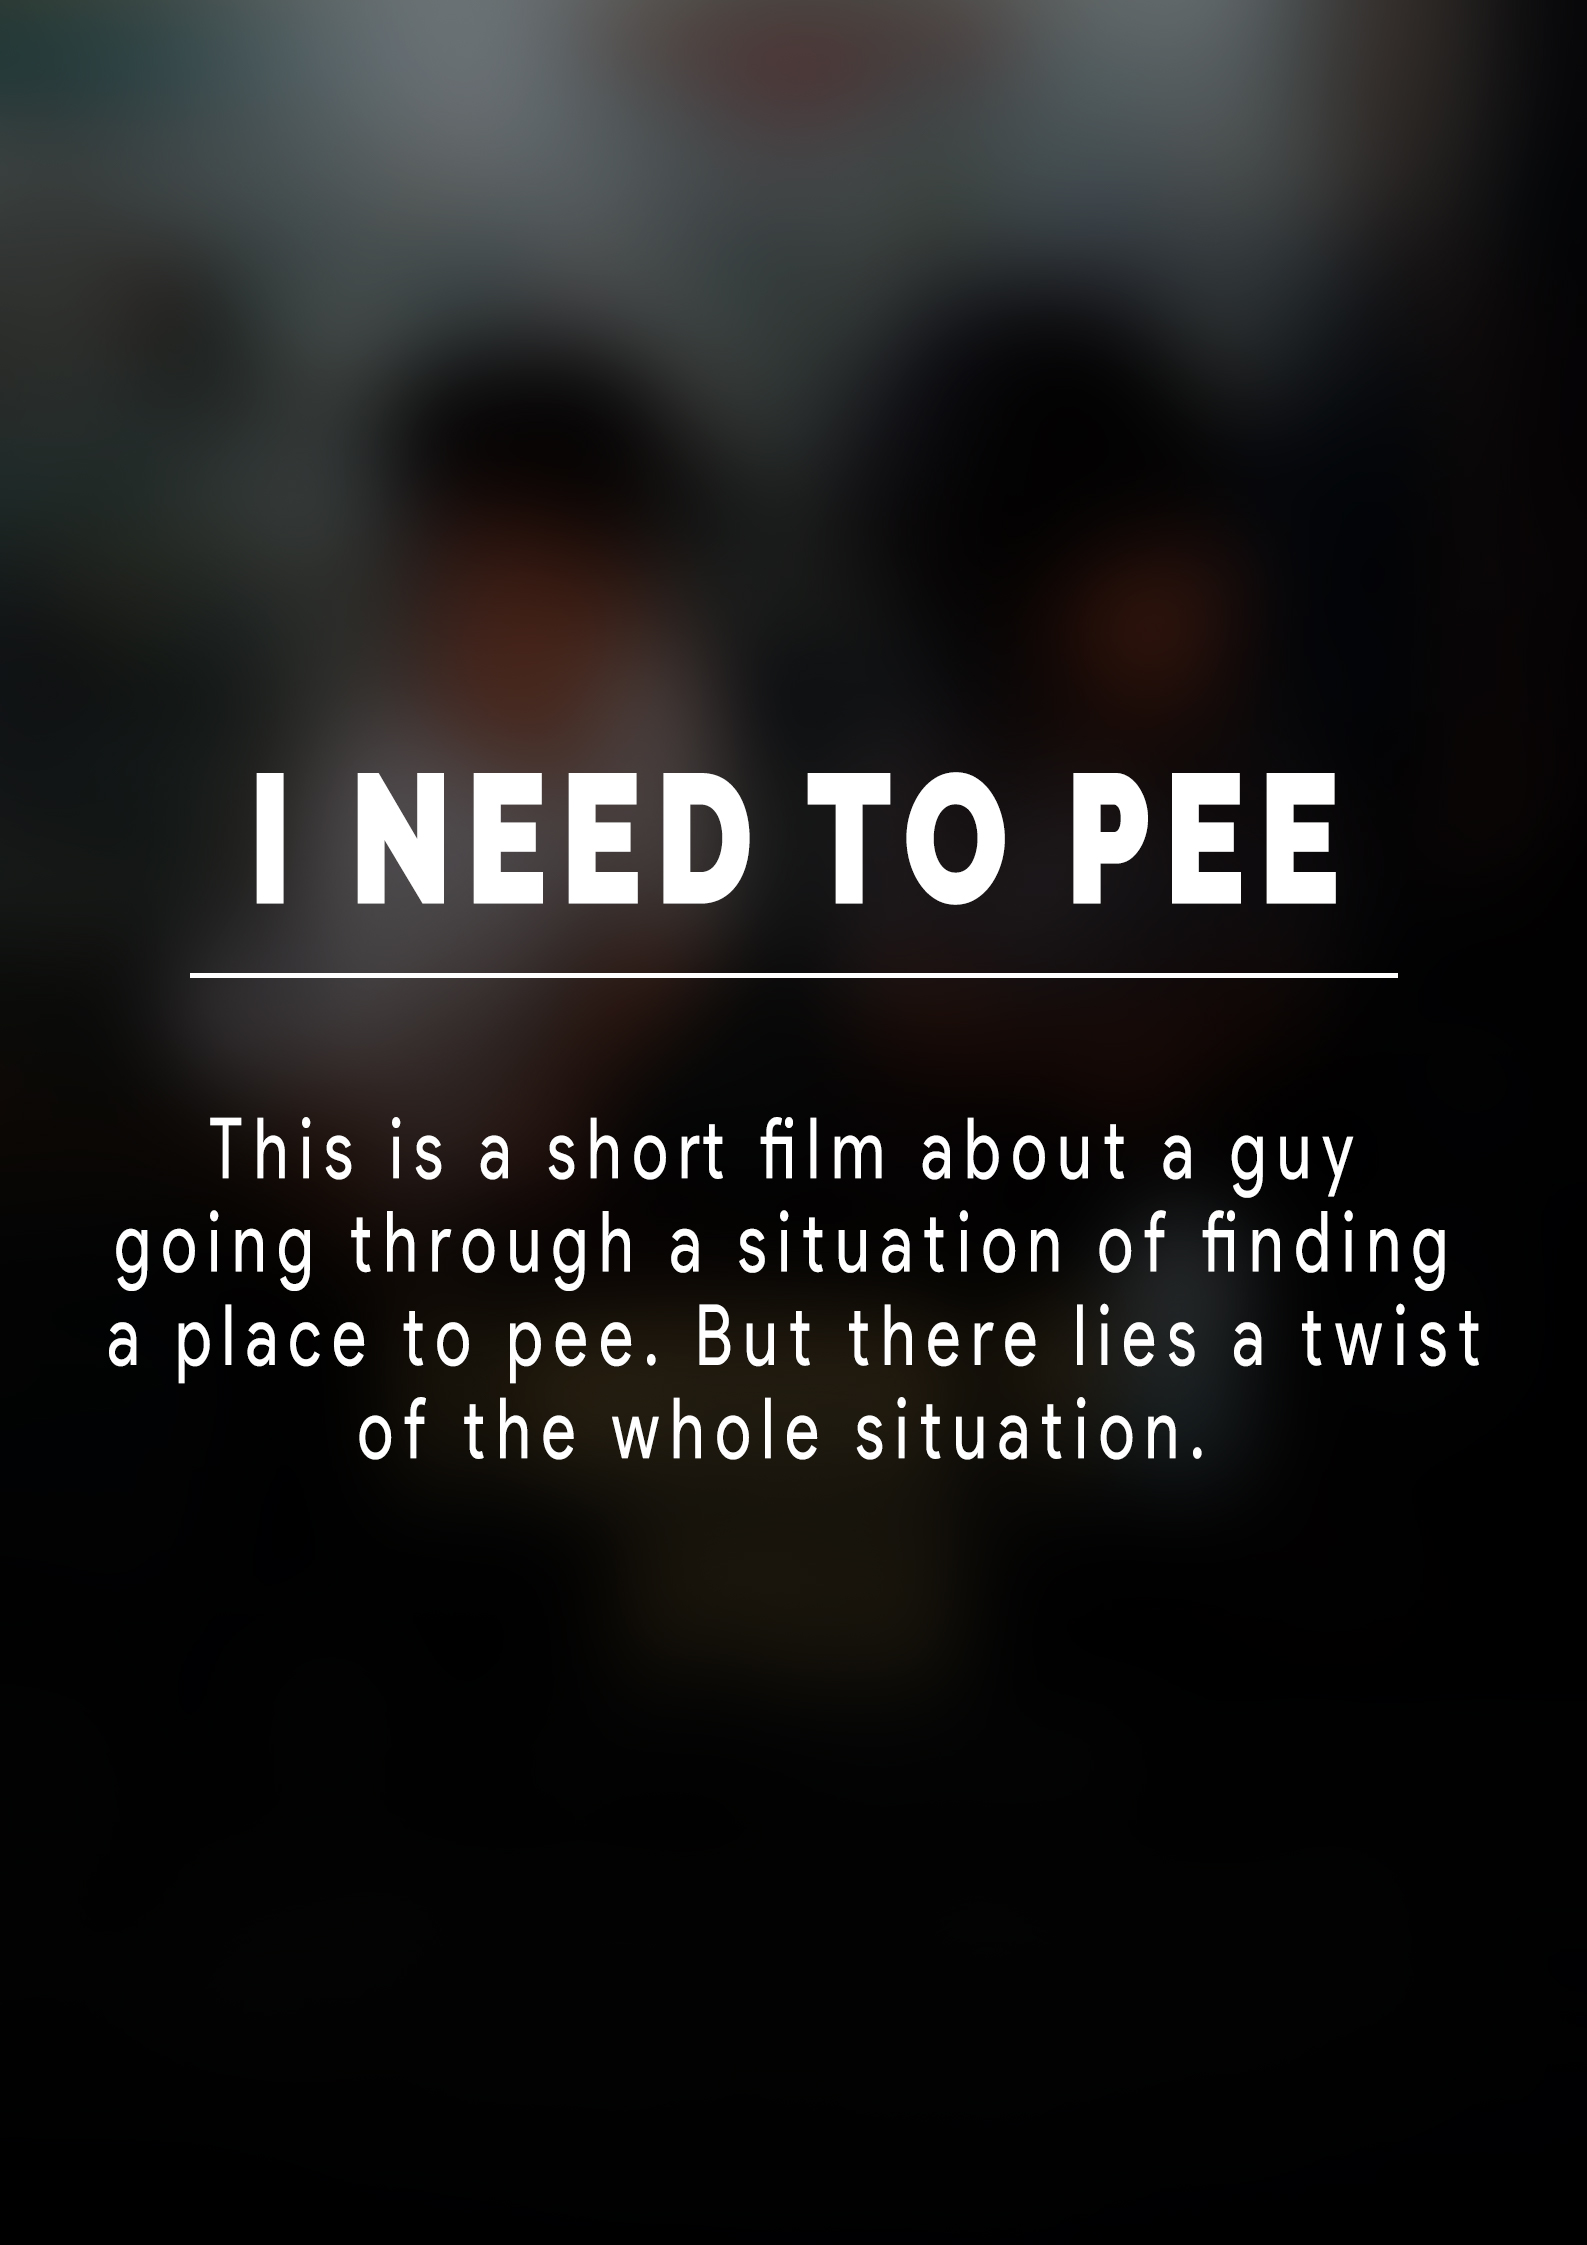 I NEED TO PEE
This is a short film about a guy
going through a situation of finding
a place to pee. But there lies a twist
of the whole situation.